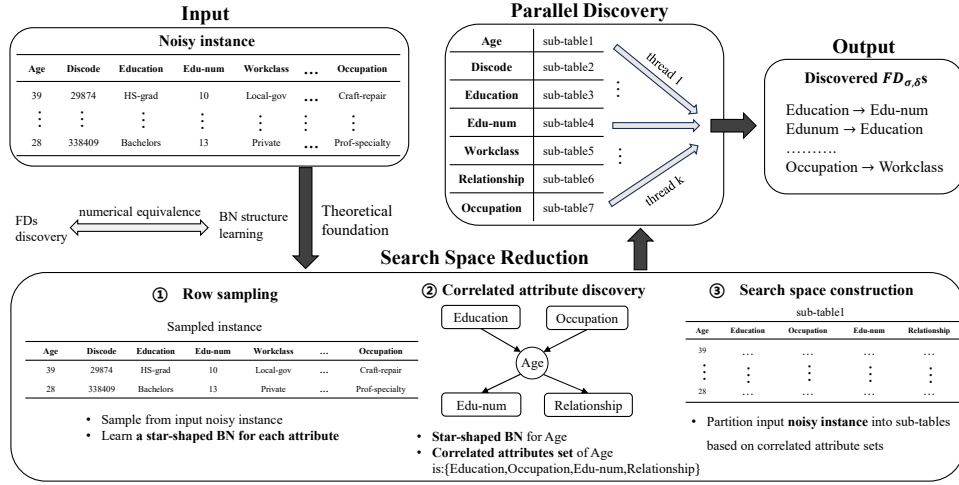 Input
Noisy instance
Age Discode Education Edu-num Workclass ... Occupation
39 29874 HS-grad 10 Local-gov ... Craft-repair
28 338409 Bachelors 13 Private ... Prof-specialty
Parallel Discovery
Age sub-table1
Discode sub-table2
Education sub-table3
Edu-num sub-table4
Workclass sub-table5
Relationship sub-table6
Occupation sub-table7
thread 1
thread k
Output
Discovered FDσ,δs
Education → Edu-num
Edunum → Education
……….
Occupation → Workclass
FDs
discovery
numerical equivalence
BN structure
learning
Theoretical
foundation
Search Space Reduction
① Row sampling
Sampled instance
Age Discode Education Edu-num Workclass ... Occupation
39 29874 HS-grad 10 Local-gov ... Craft-repair
28 338409 Bachelors 13 Private ... Prof-specialty
• Sample from input noisy instance
• Learn a star-shaped BN for each attribute
② Correlated attribute discovery
Education Occupation
Age
Edu-num Relationship
• Star-shaped BN for Age
• Correlated attributes set of Age
is:{Education,Occupation,Edu-num,Relationship}
③ Search space construction
sub-table1
Age Education Occupation Edu-num Relationship
39 ... ... ... ...
28 ... ... ... ...
• Partition input noisy instance into sub-tables
based on correlated attribute sets